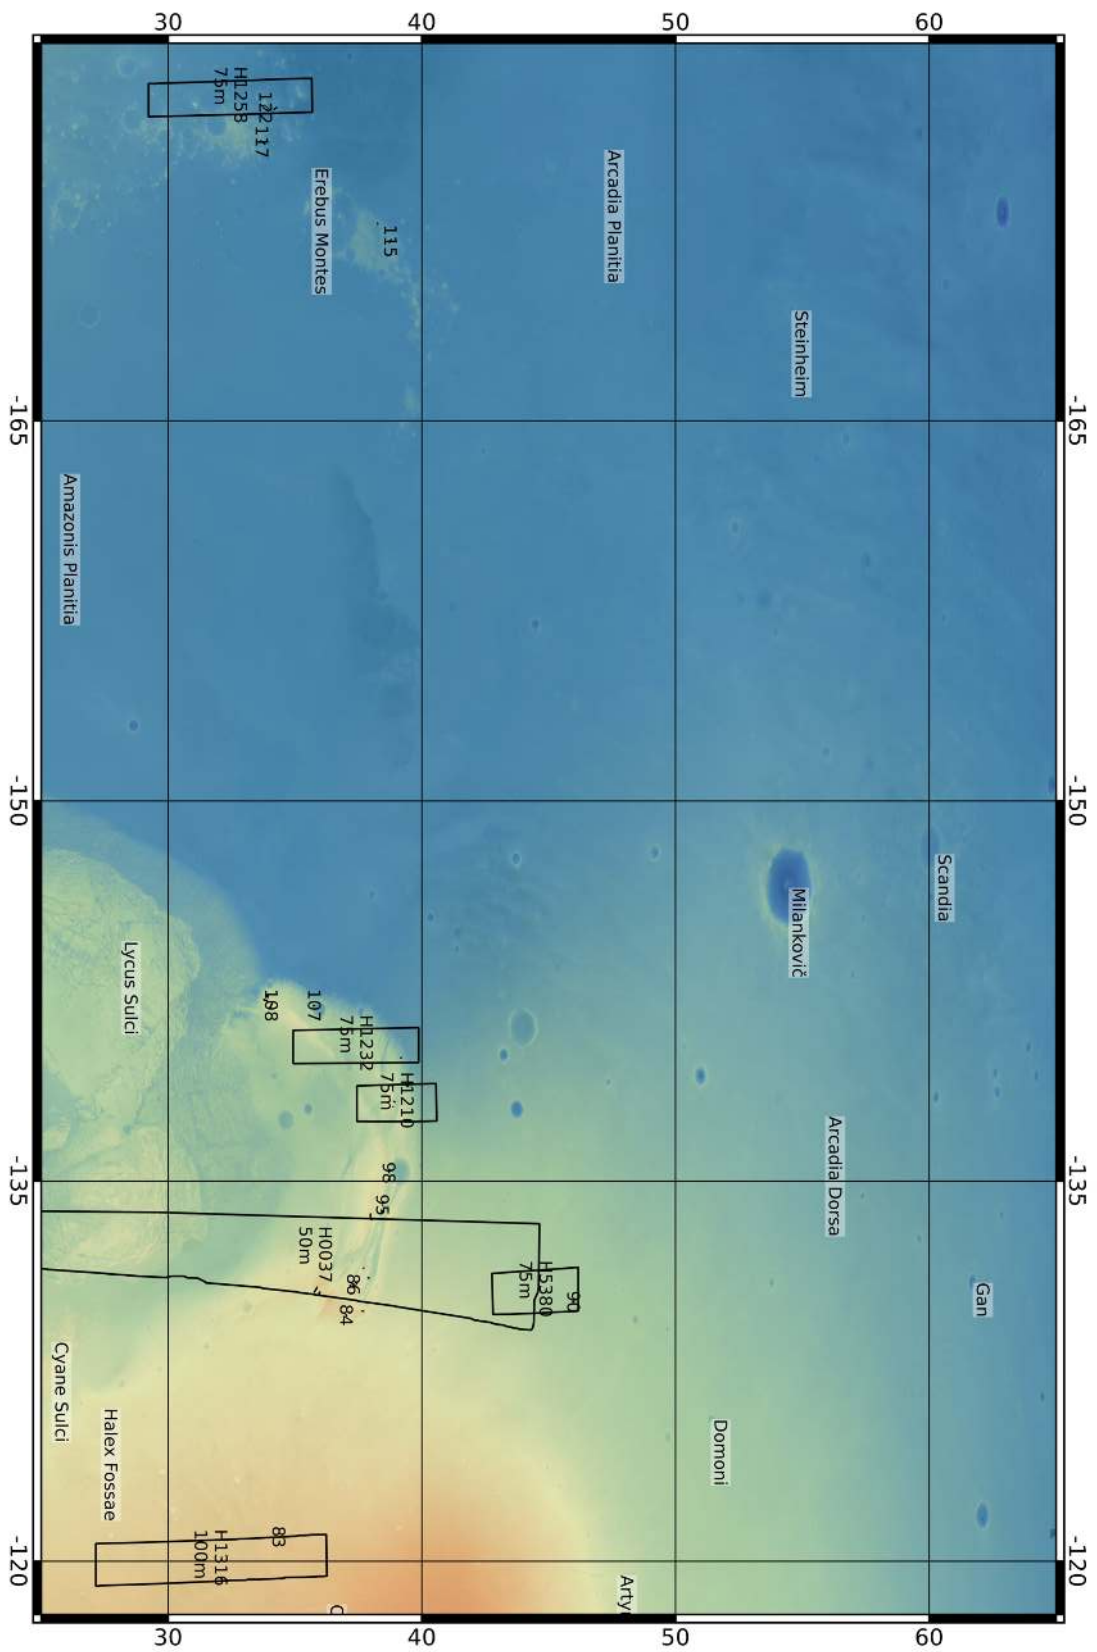 30 40 50 60
H1258
75m
122
117
115
Erebus Montes
Arcadia Planitia
Steinheim
-165 -165
Amazonis Planitia
-150 -150
Scandia
Milankovič
Lycus Sulci
108
107
H1232
75m
H1210
75m
98
95
-135 -135
Arcadia Dorsa
H0037
50m
86
84
H5380
75m
90
Gan
Cyane Sulci
Halex Fossae
Domoni
83
H1316
100m
-120 -120
Arty
C
30 40 50 60